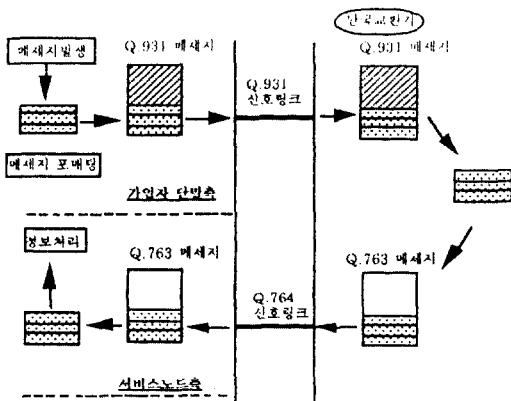 메세지발생
Q.931 메세지
단국교환기
Q.931 메세지
Q.931
신호링크
메세지 포매팅
가입자 단말측
정보처리
Q.763 메세지
Q.764
신호링크
Q.763 메세지
서비스노드측